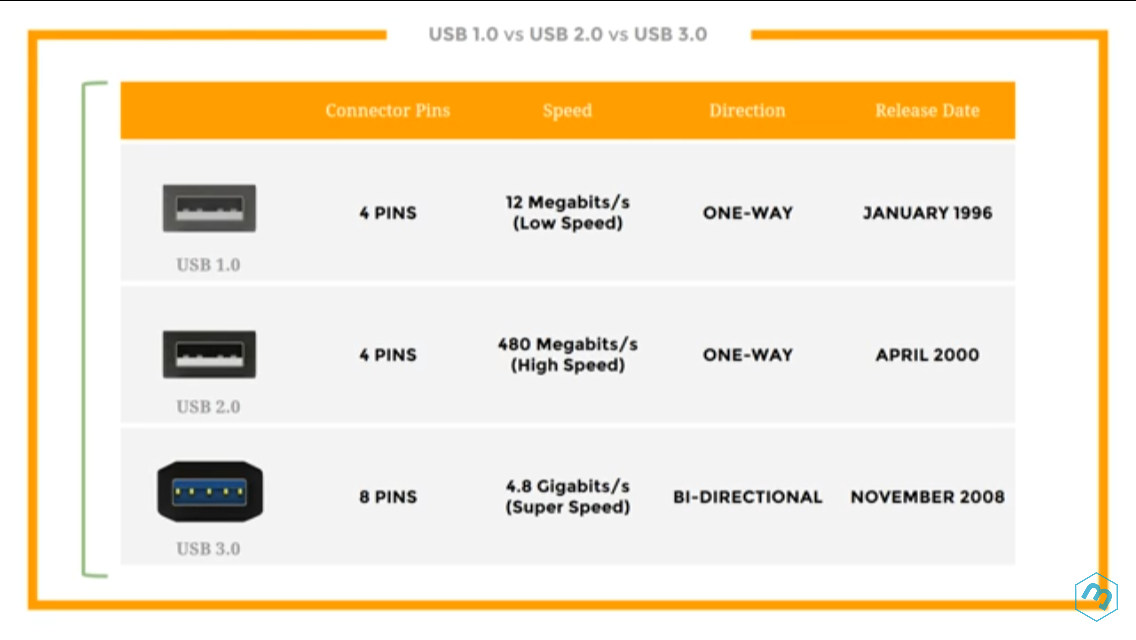 USB 1.0 vs USB 2.0 vs USB 3.0
Connector Pins Speed Direction Release Date
4 PINS 12 Megabits/s (Low Speed) ONE-WAY JANUARY 1996
USB 1.0
4 PINS 480 Megabits/s (High Speed) ONE-WAY APRIL 2000
USB 2.0
8 PINS 4.8 Gigabits/s (Super Speed) BI-DIRECTIONAL NOVEMBER 2008
USB 3.0